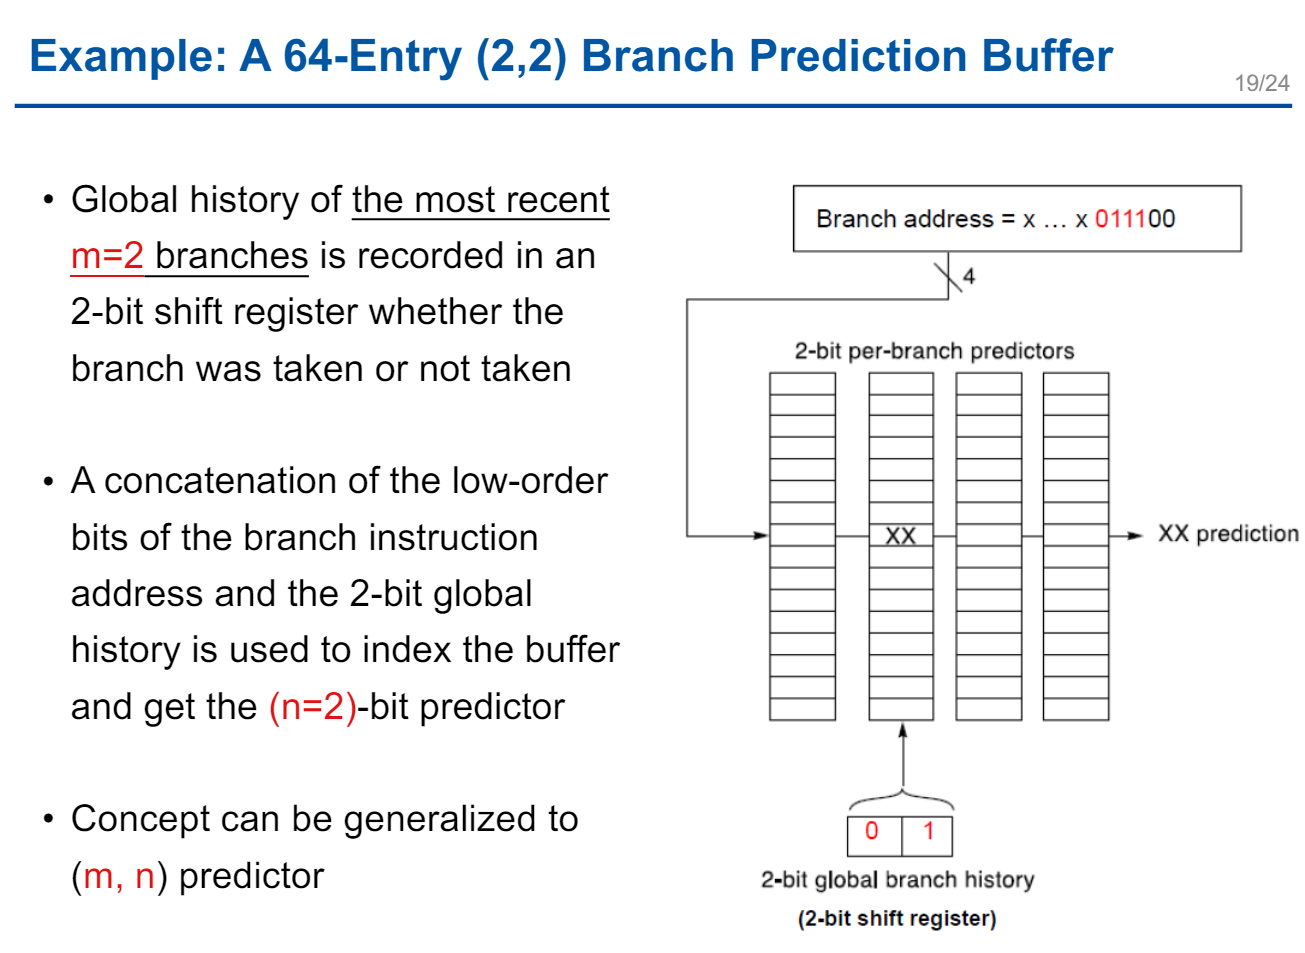 Example: A 64-Entry (2,2) Branch Prediction Buffer
19/24
• Global history of the most recent
m=2 branches is recorded in an
2-bit shift register whether the
branch was taken or not taken
• A concatenation of the low-order
bits of the branch instruction
address and the 2-bit global
history is used to index the buffer
and get the (n=2)-bit predictor
• Concept can be generalized to
(m, n) predictor
Branch address = x ... x 011100
4
2-bit per-branch predictors
XX
XX prediction
0 1
2-bit global branch history
(2-bit shift register)